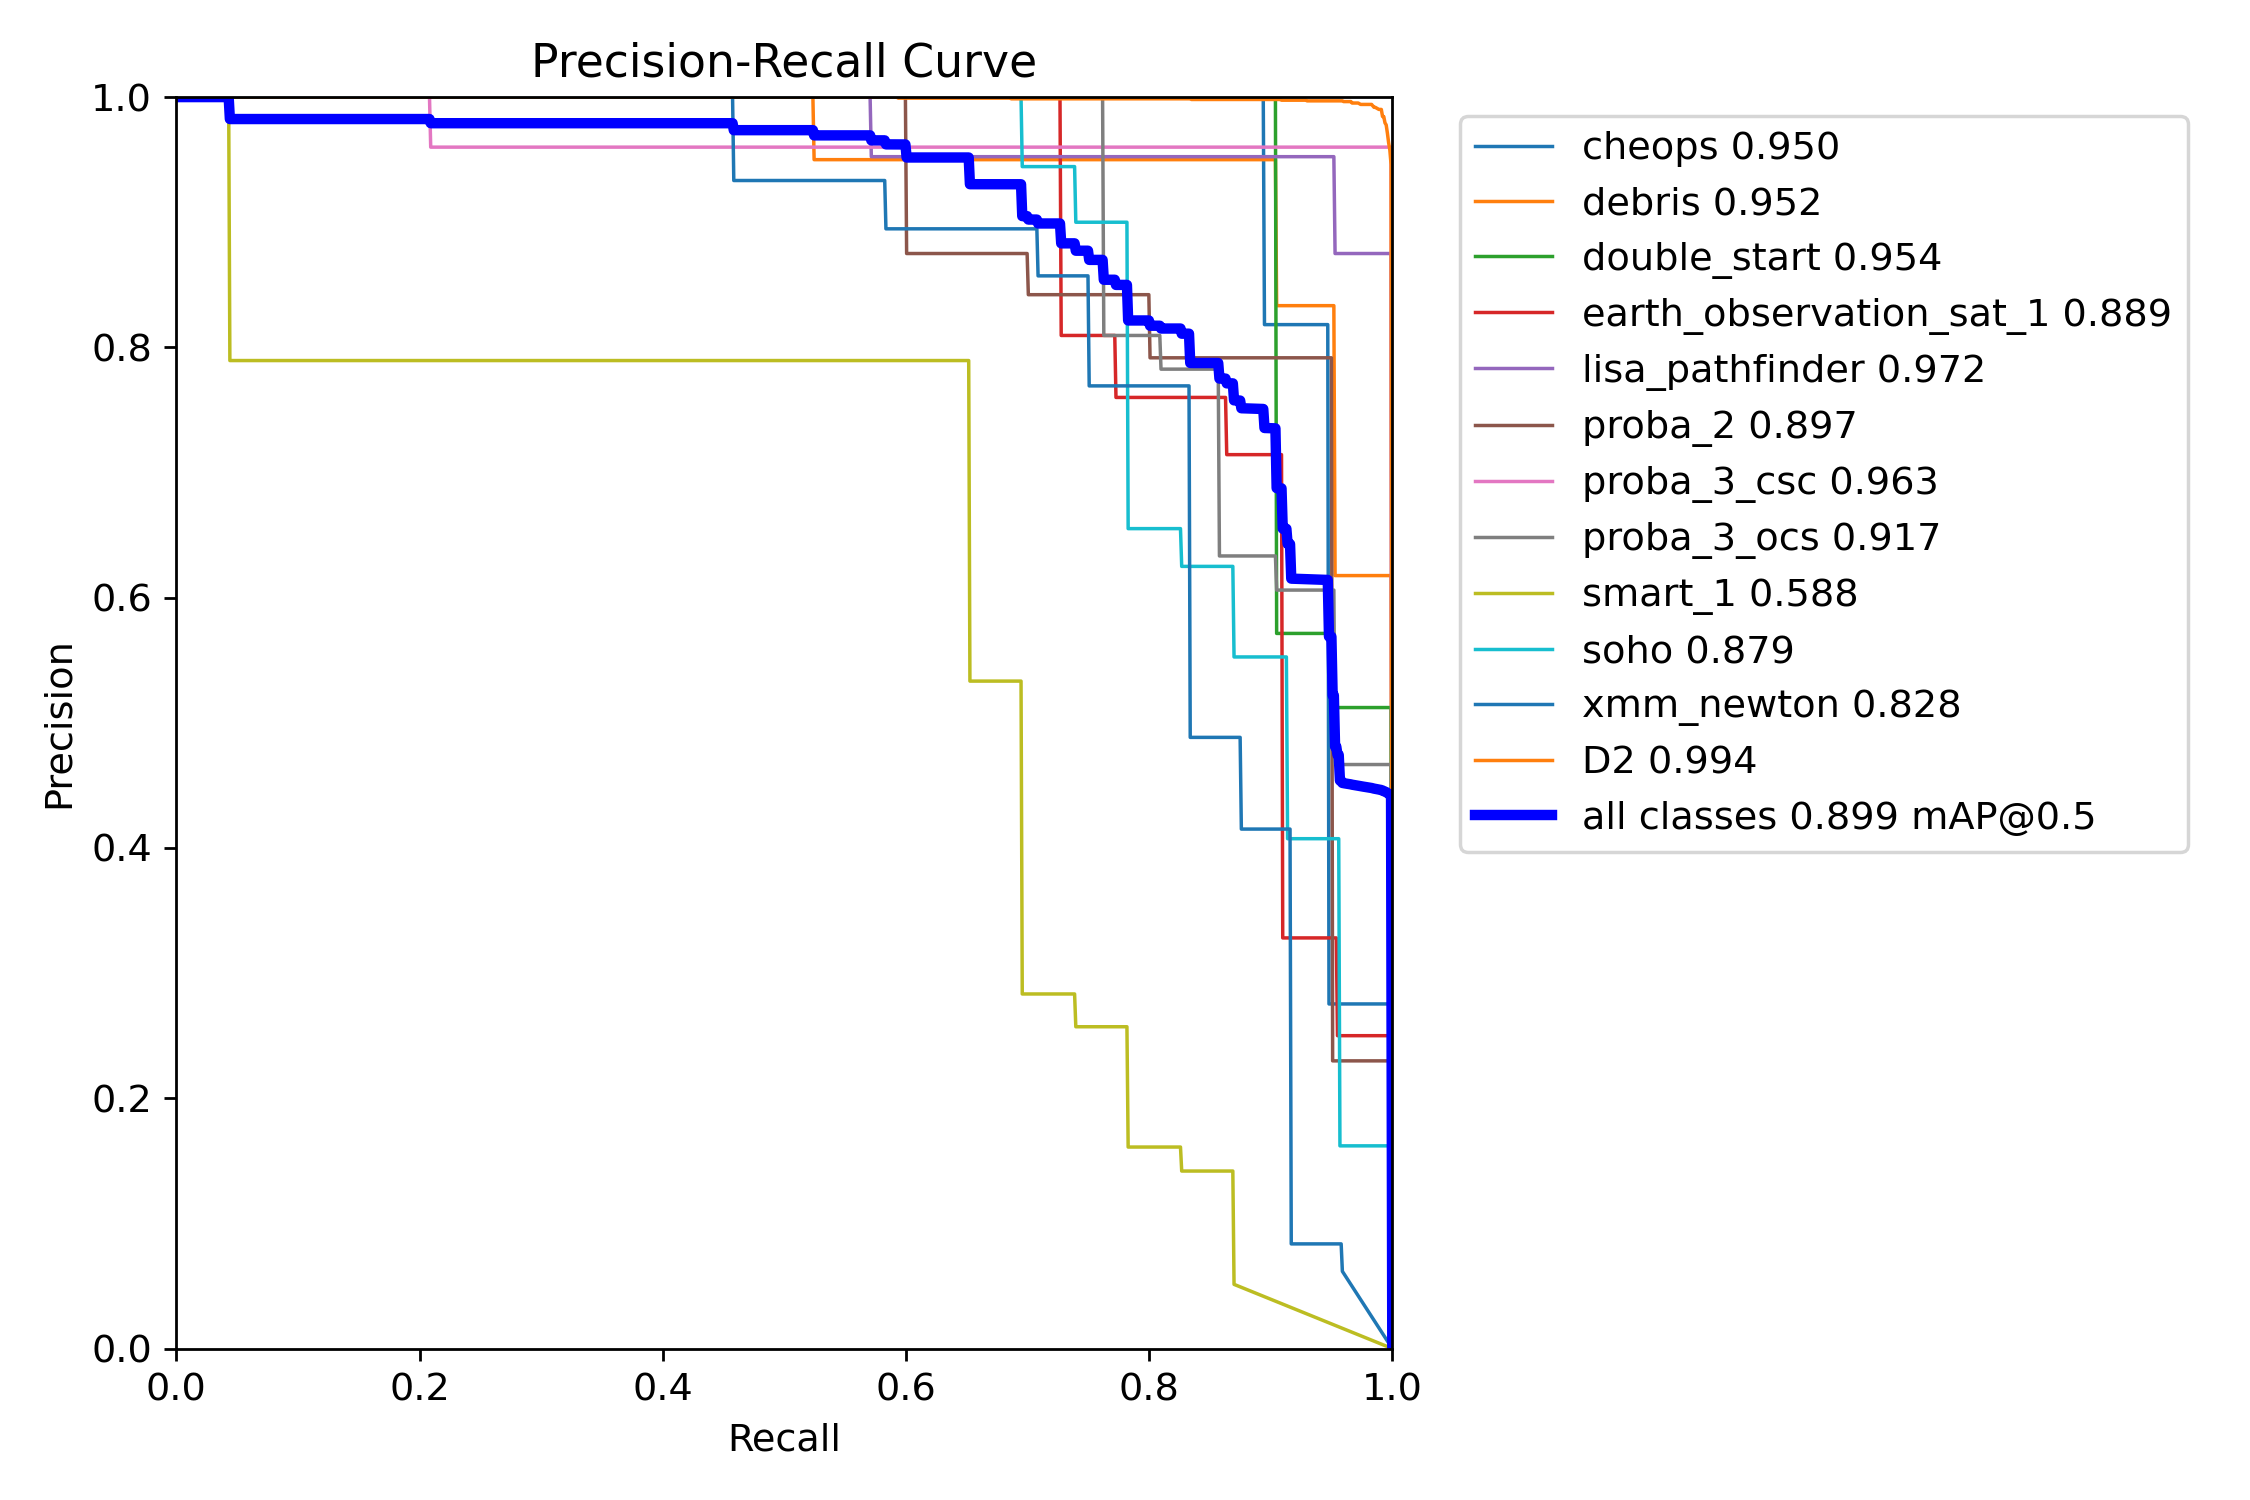 Precision-Recall Curve
1.0
0.8
0.6
0.4
0.2
0.0
Precision
0.0 0.2 0.4 0.6 0.8 1.0
Recall
cheops 0.950
debris 0.952
double_start 0.954
earth_observation_sat_1 0.889
lisa_pathfinder 0.972
proba_2 0.897
proba_3_csc 0.963
proba_3_ocs 0.917
smart_1 0.588
soho 0.879
xmm_newton 0.828
D2 0.994
all classes 0.899 mAP@0.5